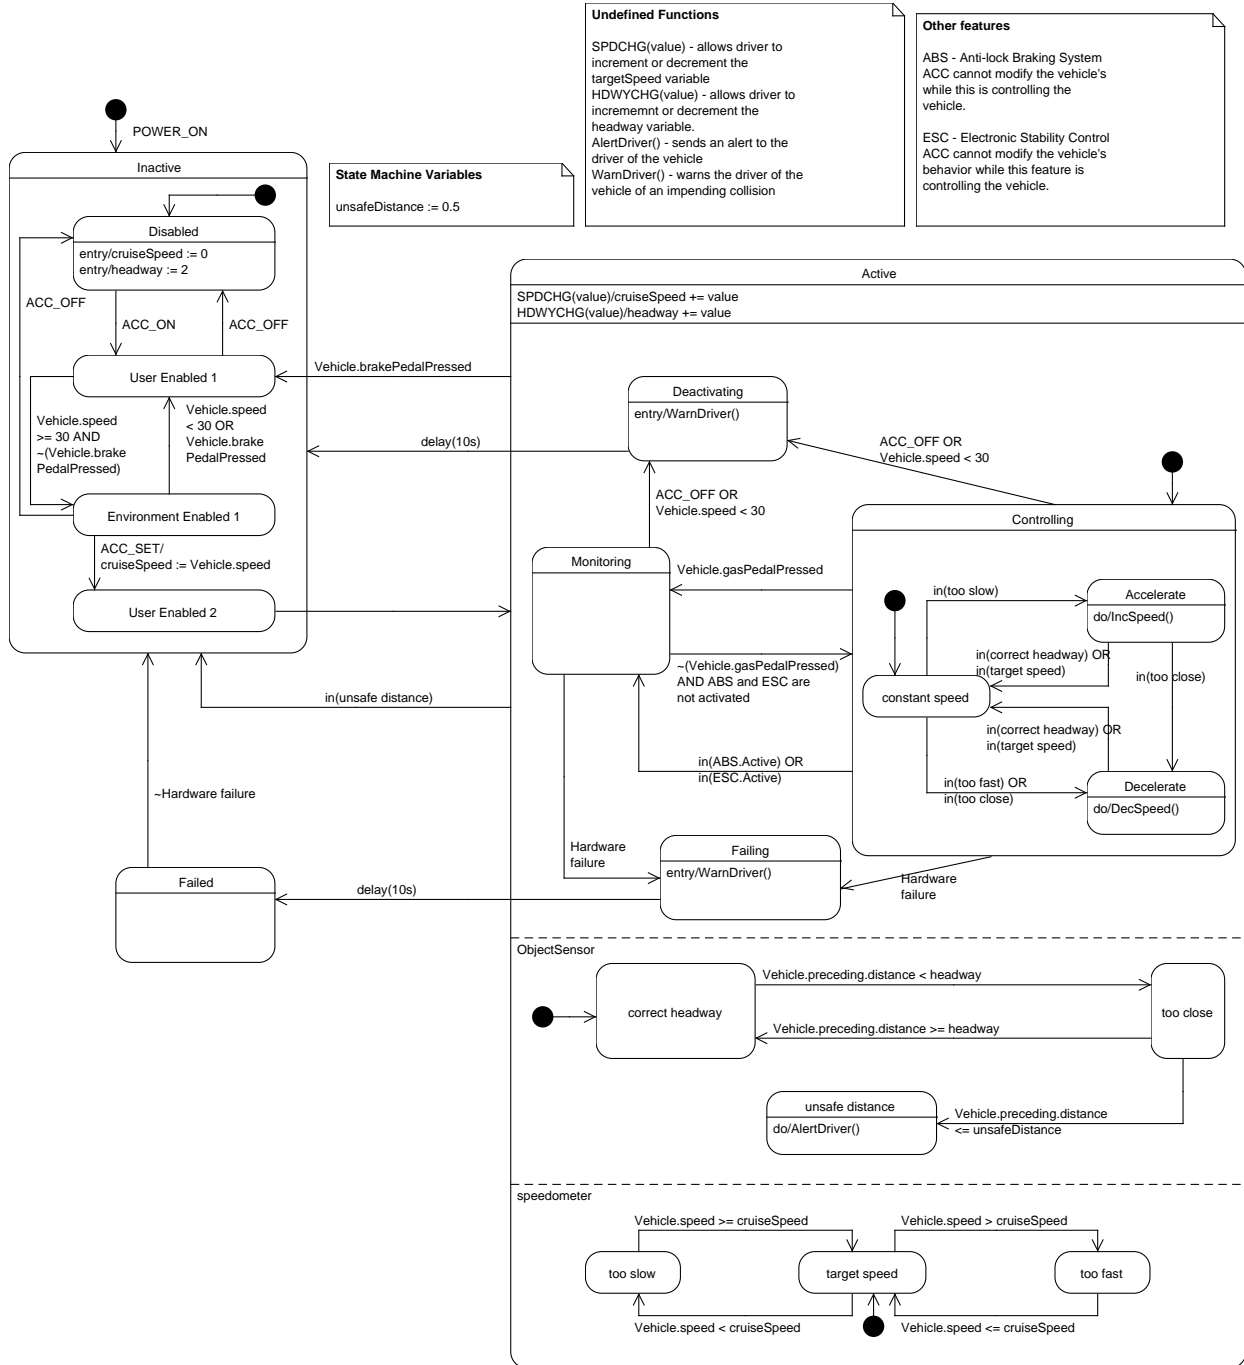 Undefined Functions
SPDCHG(value) - allows driver to
increment or decrement the
targetSpeed variable
HDWYCHG(value) - allows driver to
incrememnt or decrement the
headway variable.
AlertDriver() - sends an alert to the
driver of the vehicle
WarnDriver() - warns the driver of the
vehicle of an impending collision
Other features
ABS - Anti-lock Braking System
ACC cannot modify the vehicle's
while this is controlling the
vehicle.
ESC - Electronic Stability Control
ACC cannot modify the vehicle's
behavior while this feature is
controlling the vehicle.
State Machine Variables
unsafeDistance := 0.5
POWER_ON
Inactive
Disabled
entry/cruiseSpeed := 0
entry/headway := 2
ACC_OFF
ACC_ON
ACC_OFF
User Enabled 1
Vehicle.speed
>= 30 AND
~(Vehicle.brake
PedalPressed)
Vehicle.speed
< 30 OR
Vehicle.brake
PedalPressed
Environment Enabled 1
ACC_SET/
cruiseSpeed := Vehicle.speed
User Enabled 2
Vehicle.brakePedalPressed
delay(10s)
in(unsafe distance)
~Hardware failure
Failed
delay(10s)
Active
SPDCHG(value)/cruiseSpeed += value
HDWYCHG(value)/headway += value
Deactivating
entry/WarnDriver()
ACC_OFF OR
Vehicle.speed < 30
ACC_OFF OR
Vehicle.speed < 30
Monitoring
Vehicle.gasPedalPressed
~(Vehicle.gasPedalPressed)
AND ABS and ESC are
not activated
in(ABS.Active) OR
in(ESC.Active)
Controlling
in(too slow)
Accelerate
do/IncSpeed()
in(correct headway) OR
in(target speed)
in(too close)
constant speed
in(correct headway) OR
in(target speed)
in(too fast) OR
in(too close)
Decelerate
do/DecSpeed()
Hardware
failure
Failing
entry/WarnDriver()
Hardware
failure
ObjectSensor
correct headway
Vehicle.preceding.distance < headway
Vehicle.preceding.distance >= headway
too close
unsafe distance
do/AlertDriver()
Vehicle.preceding.distance
<= unsafeDistance
speedometer
Vehicle.speed >= cruiseSpeed
Vehicle.speed > cruiseSpeed
too slow
target speed
too fast
Vehicle.speed < cruiseSpeed
Vehicle.speed <= cruiseSpeed